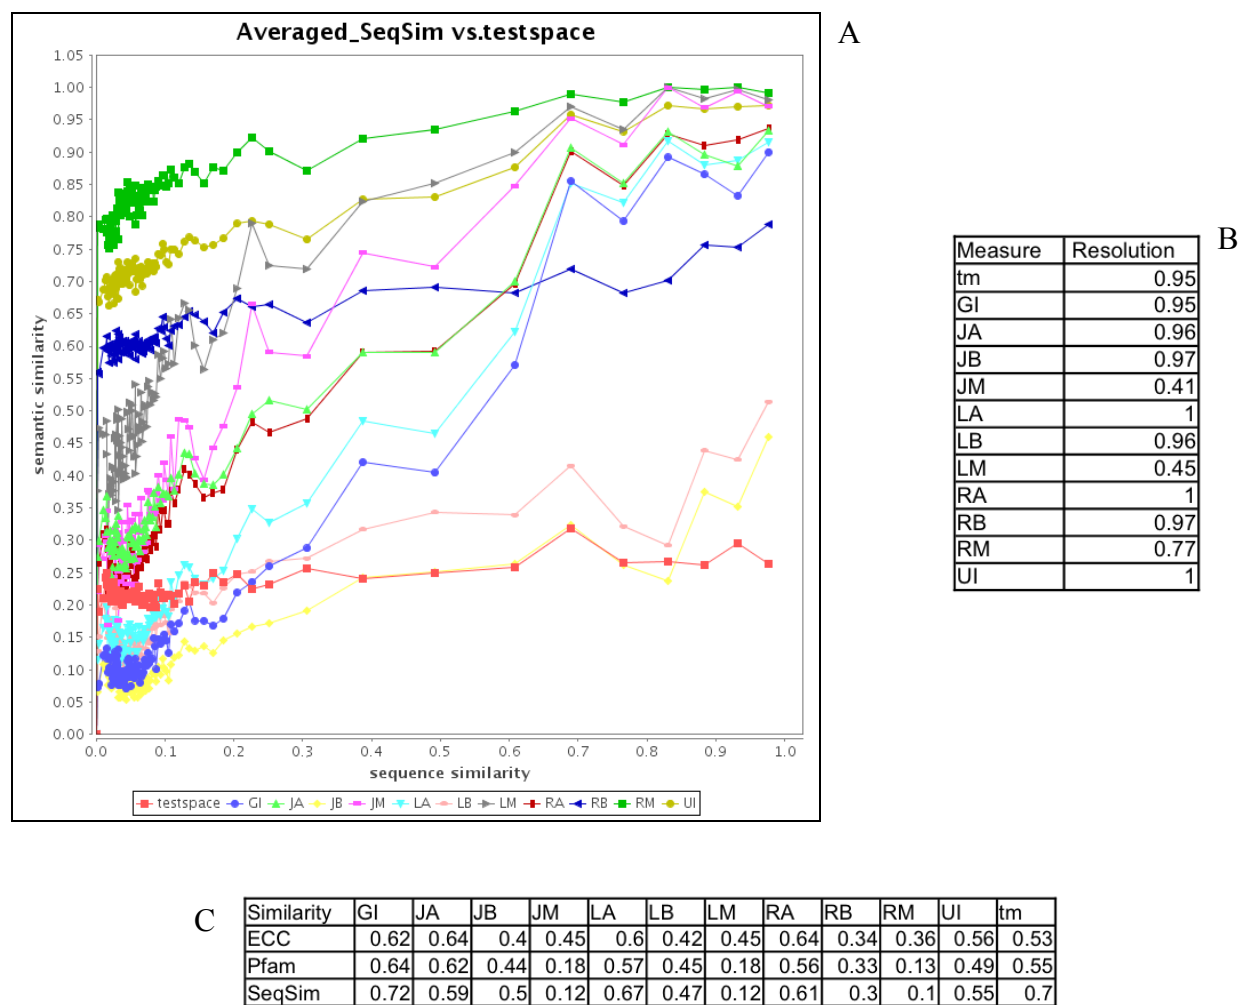 Averaged_SeqSim vs.testspace
A
1.05
1.00
0.95
0.90
0.85
0.80
0.75
0.70
0.65
0.60
0.55
0.50
0.45
0.40
0.35
0.30
0.25
0.20
0.15
0.10
0.05
0.00
semantic similarity
0.0 0.1 0.2 0.3 0.4 0.5 0.6 0.7 0.8 0.9 1.0
sequence similarity
testspace GI JA JB JM LA LB LM RA RB RM UI
B
Measure Resolution
tm 0.95
GI 0.95
JA 0.96
JB 0.97
JM 0.41
LA 1
LB 0.96
LM 0.45
RA 1
RB 0.97
RM 0.77
UI 1
C
Similarity GI JA JB JM LA LB LM RA RB RM UI tm
ECC 0.62 0.64 0.4 0.45 0.6 0.42 0.45 0.64 0.34 0.36 0.56 0.53
Pfam 0.64 0.62 0.44 0.18 0.57 0.45 0.18 0.56 0.33 0.13 0.49 0.55
SeqSim 0.72 0.59 0.5 0.12 0.67 0.47 0.12 0.61 0.3 0.1 0.55 0.7